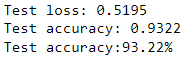 Test loss: 0.5195
Test accuracy: 0.9322
Test accuracy:93.22%